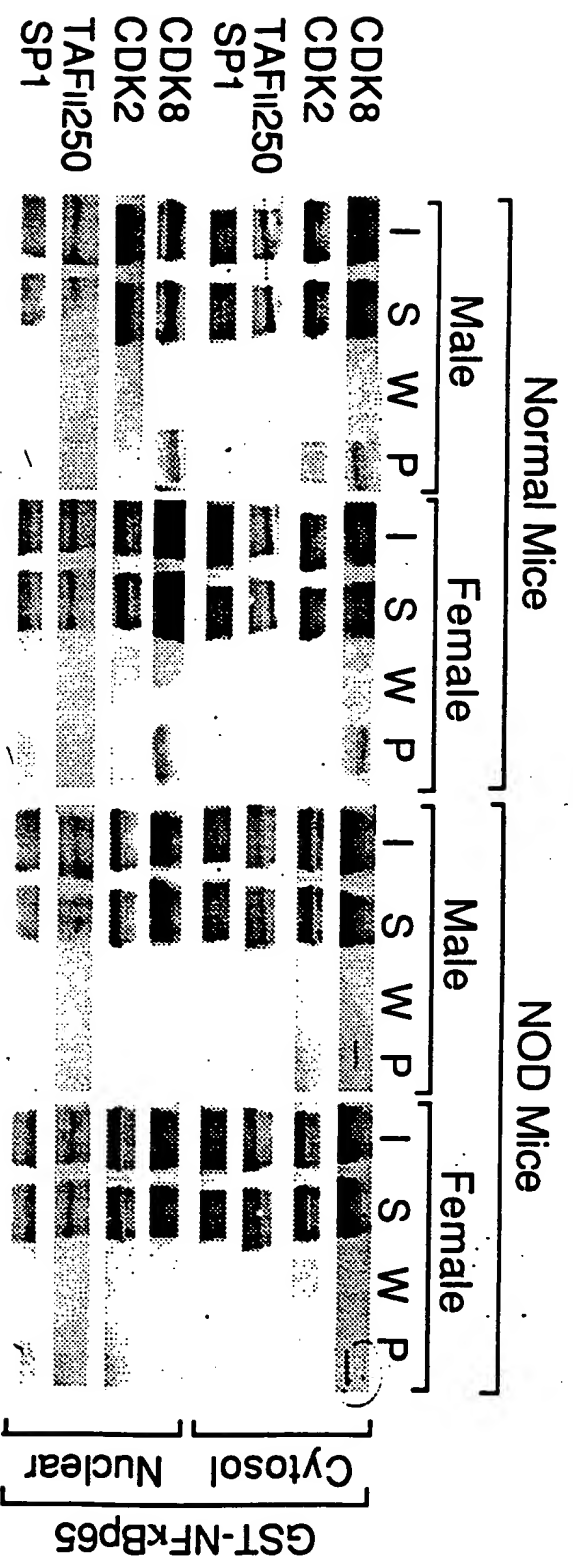 Normal Mice NOD Mice
Male Female Male Female
I S W P I S W P I S W P I S W P
CDK8
CDK2
TAFII250
SP1
CDK8
CDK2
TAFII250
SP1
Cytosol
Nuclear
GST-NFκBp65